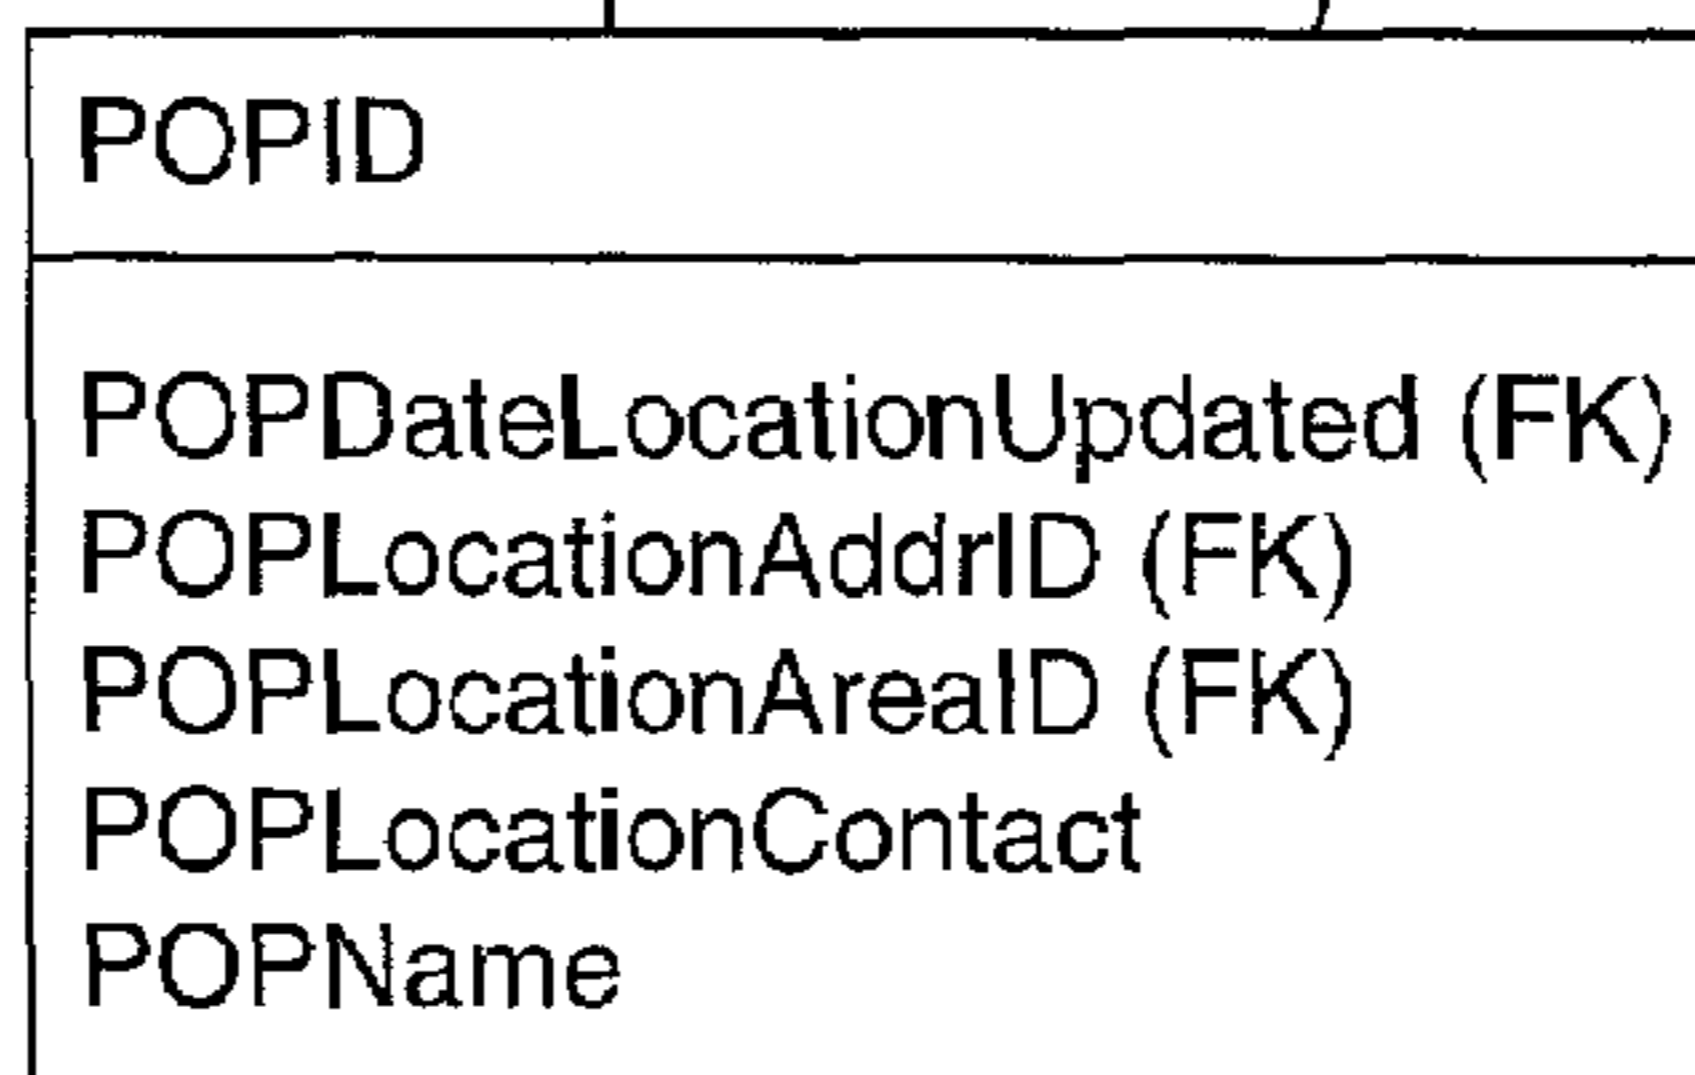 POPID
POPDateLocationUpdated (FK)
POPLocationAddrID (FK)
POPLocationAreaID (FK)
POPLocationContact
POPName